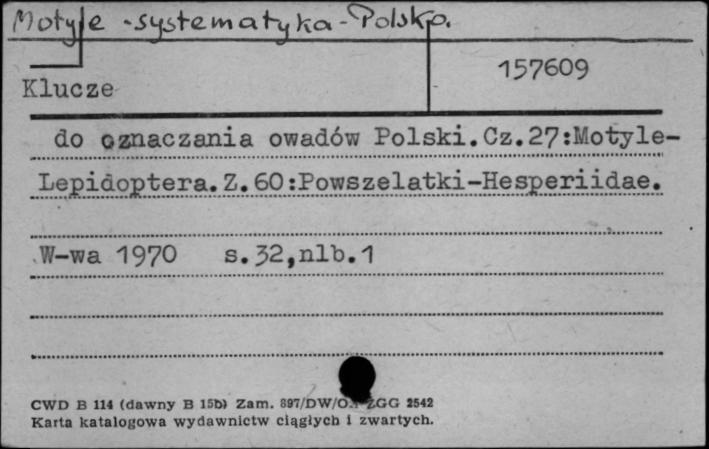 Motyle - systematyka - Polska.
157609
Klucze
do oznaczania owadów Polski.Cz.27:Motyle-
Lepidoptera.Z.60:Powszelatki-Hesperiidae.
W-wa 1970 s.32,nlb.1
CWD B 114 (dawny B 15b) Zam. 897/DW/O. ZGG 2542
Karta katalogowa wydawnictw ciągłych i zwartych.